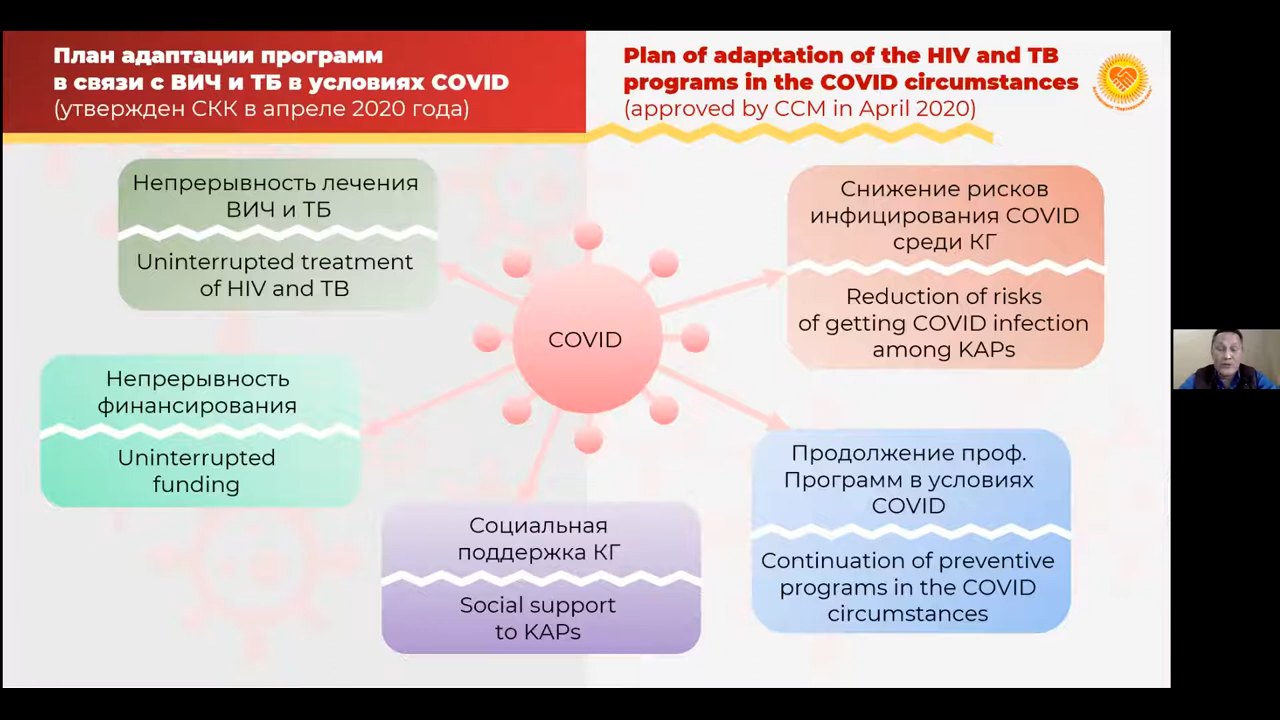 План адаптации программ
в связи с ВИЧ и ТБ в условиях COVID
(утвержден СКК в апреле 2020 года)
Plan of adaptation of the HIV and TB
programs in the COVID circumstances
(approved by CCM in April 2020)
Непрерывность лечения
ВИЧ и ТБ
Uninterrupted treatment
of HIV and TB
Снижение рисков
инфицирования COVID
среди КГ
Reduction of risks
of getting COVID infection
among KAPs
COVID
Непрерывность
финансирования
Uninterrupted
funding
Социальная
поддержка КГ
Social support
to KAPs
Продолжение проф.
Программ в условиях
COVID
Continuation of preventive
programs in the COVID
circumstances